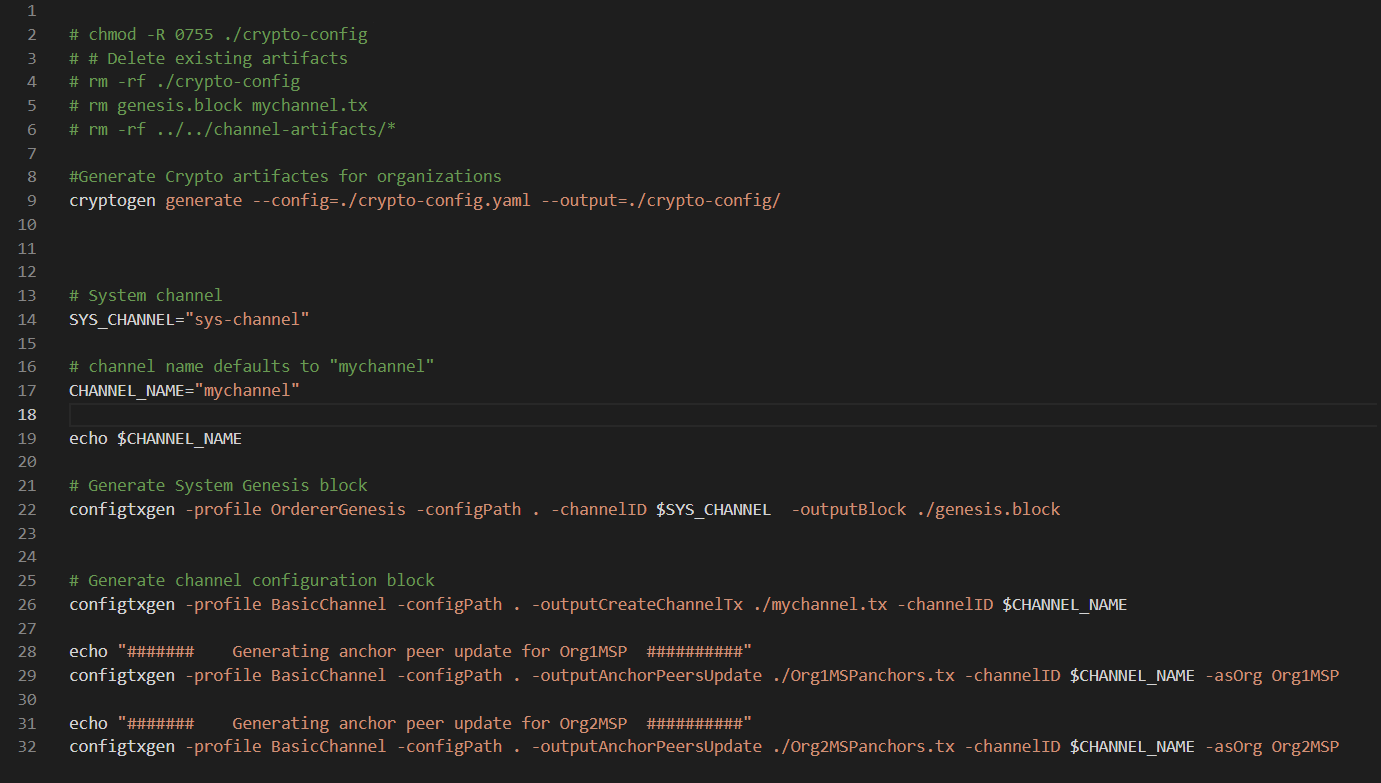 1
2 # chmod -R 0755 ./crypto-config
3 # # Delete existing artifacts
4 # rm -rf ./crypto-config
5 # rm genesis.block mychannel.tx
6 # rm -rf ../../channel-artifacts/*
7
8 #Generate Crypto artifactes for organizations
9 cryptogen generate --config=./crypto-config.yaml --output=./crypto-config/
10
11
12
13 # System channel
14 SYS_CHANNEL="sys-channel"
15
16 # channel name defaults to "mychannel"
17 CHANNEL_NAME="mychannel"
18
19 echo $CHANNEL_NAME
20
21 # Generate System Genesis block
22 configtxgen -profile OrdererGenesis -configPath . -channelID $SYS_CHANNEL  -outputBlock ./genesis.block
23
24
25 # Generate channel configuration block
26 configtxgen -profile BasicChannel -configPath . -outputCreateChannelTx ./mychannel.tx -channelID $CHANNEL_NAME
27
28 echo "#######    Generating anchor peer update for Org1MSP  ##########"
29 configtxgen -profile BasicChannel -configPath . -outputAnchorPeersUpdate ./Org1MSPanchors.tx -channelID $CHANNEL_NAME -asOrg Org1MSP
30
31 echo "#######    Generating anchor peer update for Org2MSP  ##########"
32 configtxgen -profile BasicChannel -configPath . -outputAnchorPeersUpdate ./Org2MSPanchors.tx -channelID $CHANNEL_NAME -asOrg Org2MSP